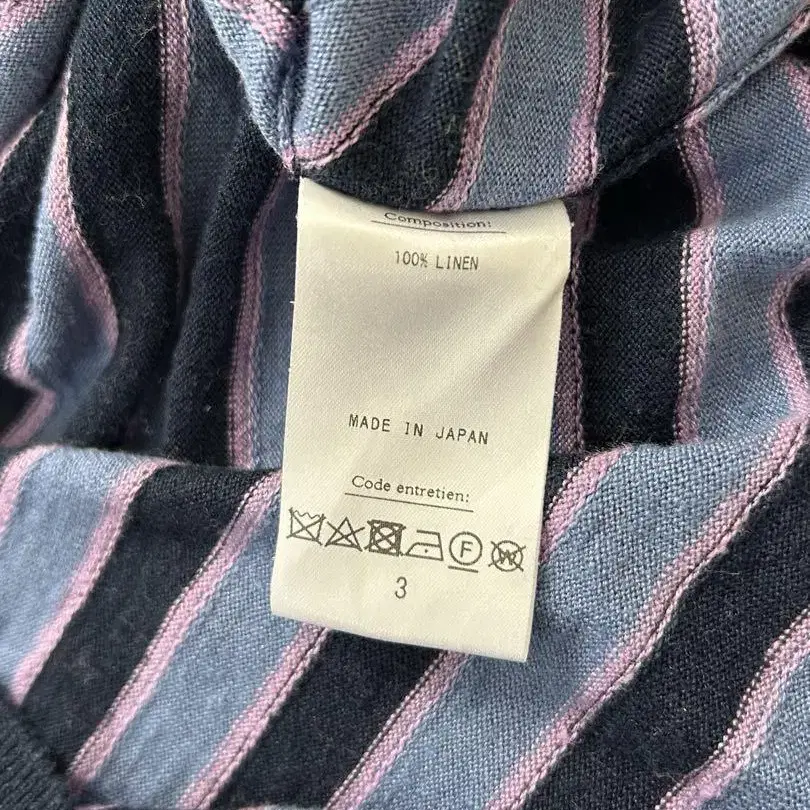 Composition:
100% LINEN
MADE IN JAPAN
Code entretien:
F W
3